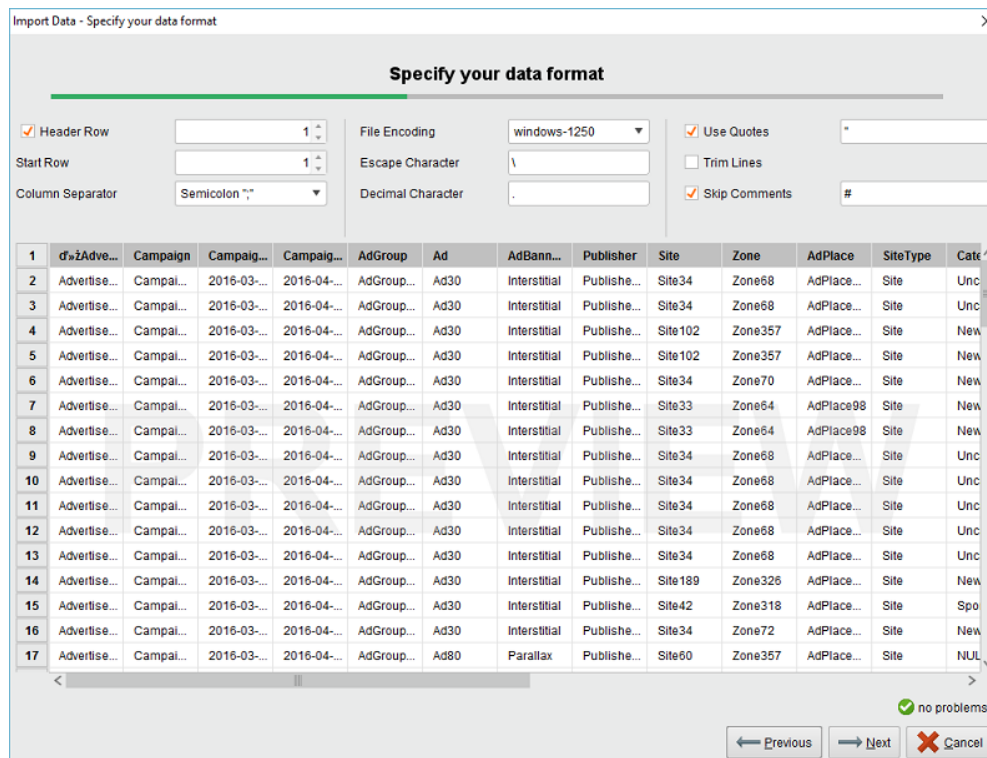 Import Data - Specify your data format
Specify your data format
Header Row 1 File Encoding windows-1250 Use Quotes "
Start Row 1 Escape Character \ Trim Lines
Column Separator Semicolon ";" Decimal Character . Skip Comments #
1 ď»żAdve... Campaign Campaig... Campaig... AdGroup Ad AdBann... Publisher Site Zone AdPlace SiteType Cate
2 Advertise... Campai... 2016-03-... 2016-04-... AdGroup... Ad30 Interstitial Publishe... Site34 Zone68 AdPlace... Site Unc
3 Advertise... Campai... 2016-03-... 2016-04-... AdGroup... Ad30 Interstitial Publishe... Site34 Zone68 AdPlace... Site Unc
4 Advertise... Campai... 2016-03-... 2016-04-... AdGroup... Ad30 Interstitial Publishe... Site102 Zone357 AdPlace... Site New
5 Advertise... Campai... 2016-03-... 2016-04-... AdGroup... Ad30 Interstitial Publishe... Site102 Zone357 AdPlace... Site New
6 Advertise... Campai... 2016-03-... 2016-04-... AdGroup... Ad30 Interstitial Publishe... Site34 Zone70 AdPlace... Site New
7 Advertise... Campai... 2016-03-... 2016-04-... AdGroup... Ad30 Interstitial Publishe... Site33 Zone64 AdPlace98 Site New
8 Advertise... Campai... 2016-03-... 2016-04-... AdGroup... Ad30 Interstitial Publishe... Site33 Zone64 AdPlace98 Site New
9 Advertise... Campai... 2016-03-... 2016-04-... AdGroup... Ad30 Interstitial Publishe... Site34 Zone68 AdPlace... Site Unc
PREVIEW
10 Advertise... Campai... 2016-03-... 2016-04-... AdGroup... Ad30 Interstitial Publishe... Site34 Zone68 AdPlace... Site Unc
11 Advertise... Campai... 2016-03-... 2016-04-... AdGroup... Ad30 Interstitial Publishe... Site34 Zone68 AdPlace... Site Unc
12 Advertise... Campai... 2016-03-... 2016-04-... AdGroup... Ad30 Interstitial Publishe... Site34 Zone68 AdPlace... Site Unc
13 Advertise... Campai... 2016-03-... 2016-04-... AdGroup... Ad30 Interstitial Publishe... Site34 Zone68 AdPlace... Site Unc
14 Advertise... Campai... 2016-03-... 2016-04-... AdGroup... Ad30 Interstitial Publishe... Site189 Zone326 AdPlace... Site New
15 Advertise... Campai... 2016-03-... 2016-04-... AdGroup... Ad30 Interstitial Publishe... Site42 Zone318 AdPlace... Site Spo
16 Advertise... Campai... 2016-03-... 2016-04-... AdGroup... Ad30 Interstitial Publishe... Site34 Zone72 AdPlace... Site New
17 Advertise... Campai... 2016-03-... 2016-04-... AdGroup... Ad80 Parallax Publishe... Site60 Zone357 AdPlace... Site NUL
no problems
Previous Next Cancel